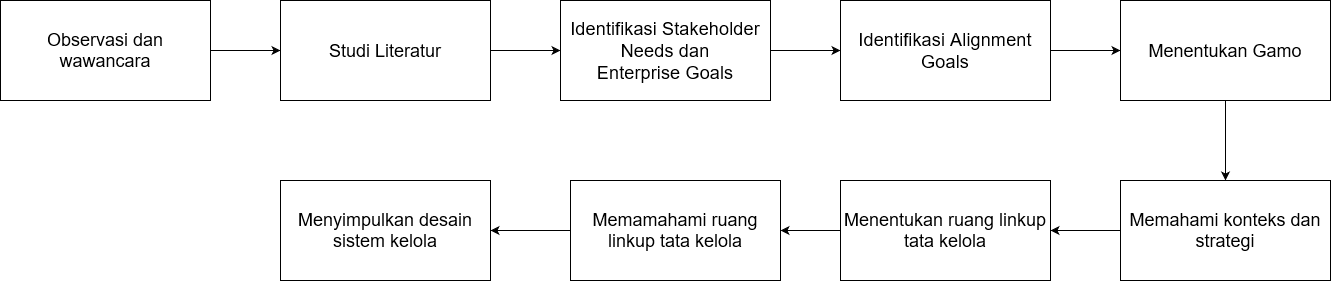 Observasi dan
wawancara
Studi Literatur
Identifikasi Stakeholder
Needs dan
Enterprise Goals
Identifikasi Alignment
Goals
Menentukan Gamo
Memahami konteks dan
strategi
Menentukan ruang linkup
tata kelola
Memamahami ruang
linkup tata kelola
Menyimpulkan desain
sistem kelola